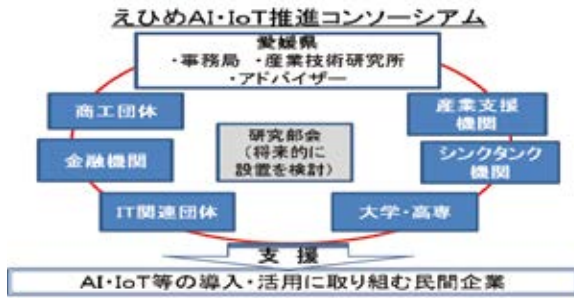 えひめAI・IoT推進コンソーシアム
愛媛県
・事務局 ・産業技術研究所
・アドバイザー
商工団体
産業支援
機関
金融機関
研究部会
(将来的に
設置を検討)
シンクタンク
機関
IT関連団体
大学・高専
支 援
AI・IoT等の導入・活用に取り組む民間企業